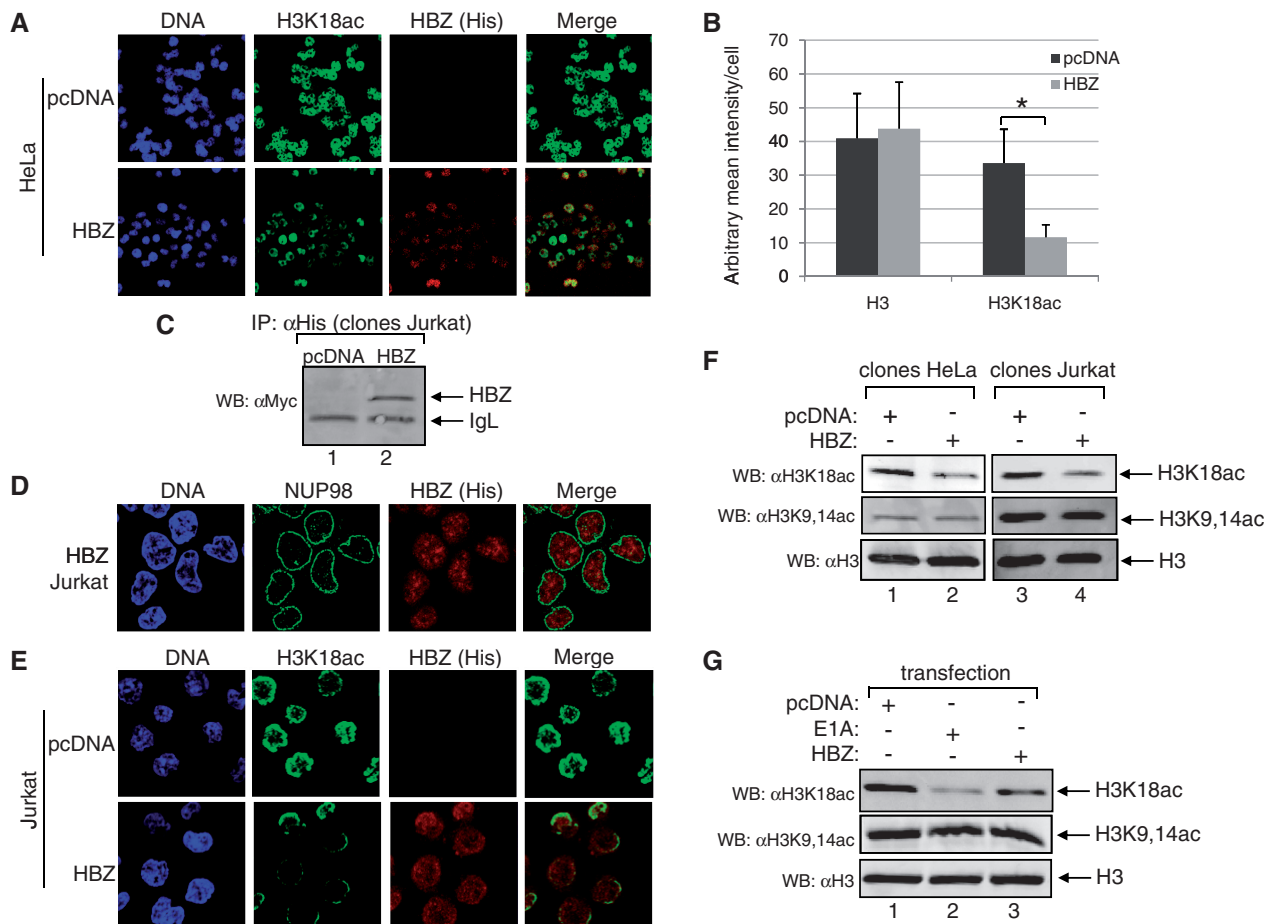 A
DNA H3K18ac HBZ (His) Merge
HeLa
pcDNA
HBZ
B
Arbitrary mean intensity/cell
80
70
60
50
40
30
20
10
0
pcDNA
HBZ
*
H3 H3K18ac
C
IP: αHis (clones Jurkat)
pcDNA HBZ
WB: αMyc
HBZ
IgL
1 2
D
DNA NUP98 HBZ (His) Merge
HBZ
Jurkat
E
DNA H3K18ac HBZ (His) Merge
Jurkat
pcDNA
HBZ
F
clones HeLa clones Jurkat
pcDNA: + - + -
HBZ: - + - +
WB: αH3K18ac H3K18ac
WB: αH3K9,14ac H3K9,14ac
WB: αH3 H3
1 2 3 4
G
transfection
pcDNA: + - -
E1A: - + -
HBZ: - - +
WB: αH3K18ac H3K18ac
WB: αH3K9,14ac H3K9,14ac
WB: αH3 H3
1 2 3